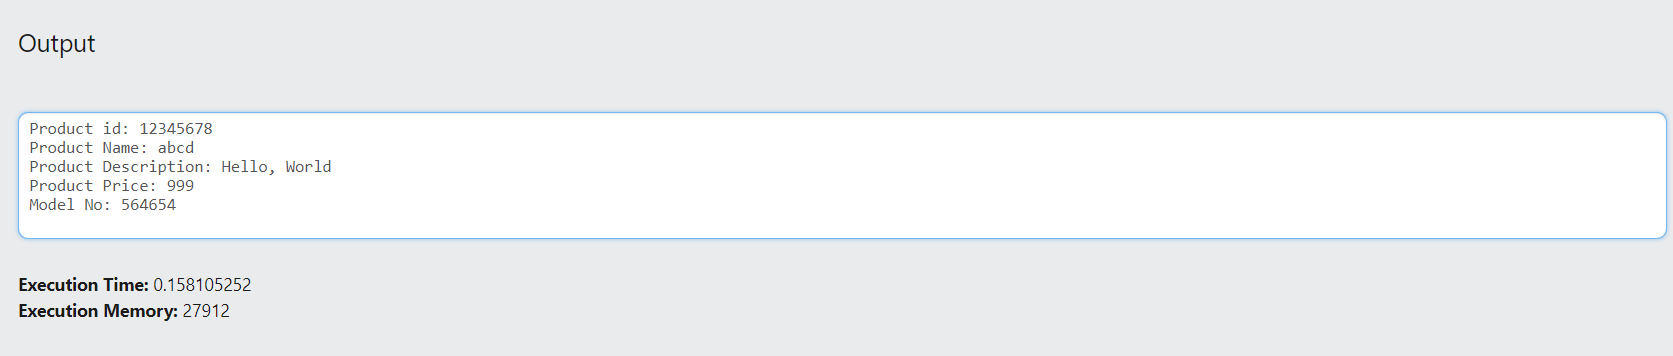 Output
Product id: 12345678
Product Name: abcd
Product Description: Hello, World
Product Price: 999
Model No: 564654
Execution Time: 0.158105252
Execution Memory: 27912